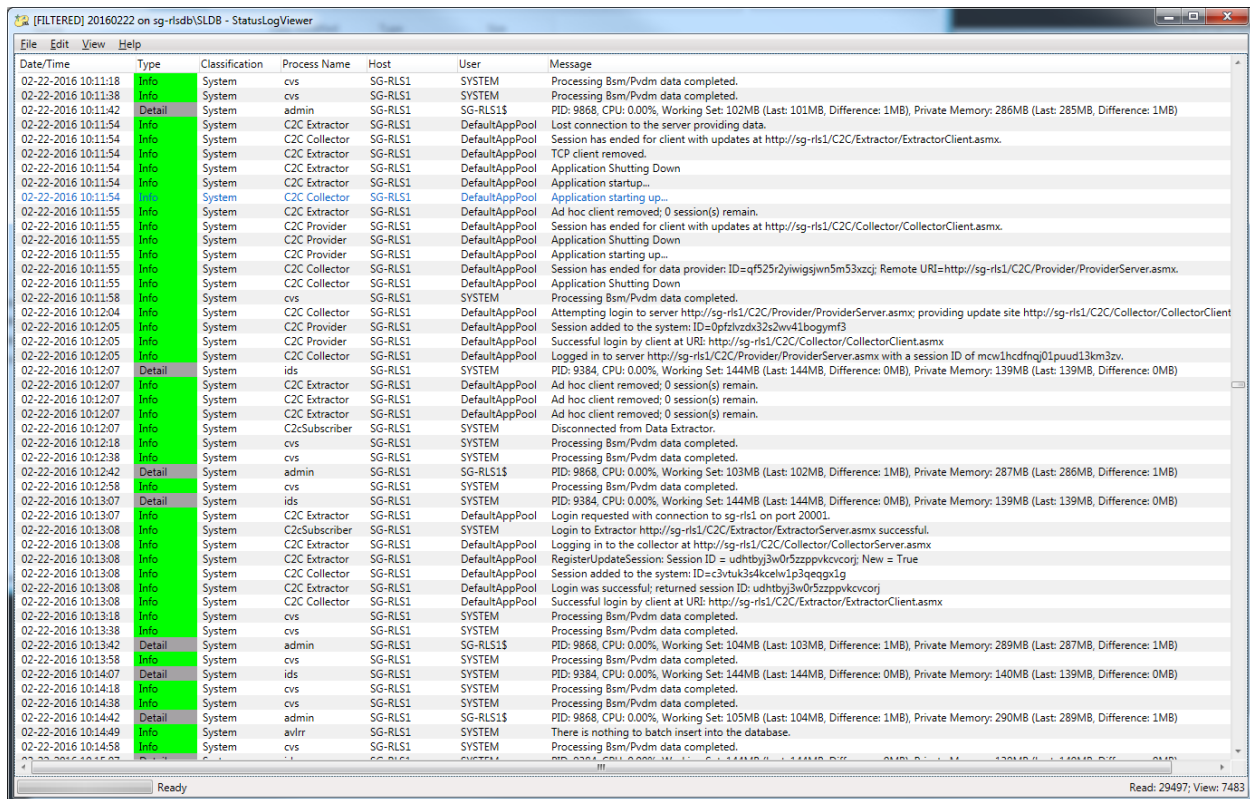 [FILTERED] 20160222 on sg-rlsdb\SLDB - StatusLogViewer
File Edit View Help
Date/Time Type Classification Process Name Host User Message
02-22-2016 10:11:18 Info System cvs SG-RLS1 SYSTEM Processing Bsm/Pvdm data completed.
02-22-2016 10:11:38 Info System cvs SG-RLS1 SYSTEM Processing Bsm/Pvdm data completed.
02-22-2016 10:11:42 Detail System admin SG-RLS1 SG-RLS1$ PID: 9868, CPU: 0.00%, Working Set: 102MB (Last: 101MB, Difference: 1MB), Private Memory: 286MB (Last: 285MB, Difference: 1MB)
02-22-2016 10:11:54 Info System C2C Extractor SG-RLS1 DefaultAppPool Lost connection to the server providing data.
02-22-2016 10:11:54 Info System C2C Collector SG-RLS1 DefaultAppPool Session has ended for client with updates at http://sg-rls1/C2C/Extractor/ExtractorClient.asmx.
02-22-2016 10:11:54 Info System C2C Extractor SG-RLS1 DefaultAppPool TCP client removed.
02-22-2016 10:11:54 Info System C2C Extractor SG-RLS1 DefaultAppPool Application Shutting Down
02-22-2016 10:11:54 Info System C2C Extractor SG-RLS1 DefaultAppPool Application startup...
02-22-2016 10:11:54 Info System C2C Collector SG-RLS1 DefaultAppPool Application starting up...
02-22-2016 10:11:55 Info System C2C Extractor SG-RLS1 DefaultAppPool Ad hoc client removed; 0 session(s) remain.
02-22-2016 10:11:55 Info System C2C Provider SG-RLS1 DefaultAppPool Session has ended for client with updates at http://sg-rls1/C2C/Collector/CollectorClient.asmx.
02-22-2016 10:11:55 Info System C2C Provider SG-RLS1 DefaultAppPool Application Shutting Down
02-22-2016 10:11:55 Info System C2C Provider SG-RLS1 DefaultAppPool Application starting up...
02-22-2016 10:11:55 Info System C2C Collector SG-RLS1 DefaultAppPool Session has ended for data provider: ID=qf525r2yiwigsjwn5m53xzcj; Remote URI=http://sg-rls1/C2C/Provider/ProviderServer.asmx.
02-22-2016 10:11:55 Info System C2C Collector SG-RLS1 DefaultAppPool Application Shutting Down
02-22-2016 10:11:58 Info System cvs SG-RLS1 SYSTEM Processing Bsm/Pvdm data completed.
02-22-2016 10:12:04 Info System C2C Collector SG-RLS1 DefaultAppPool Attempting login to server http://sg-rls1/C2C/Provider/ProviderServer.asmx; providing update site http://sg-rls1/C2C/Collector/CollectorClient
02-22-2016 10:12:05 Info System C2C Provider SG-RLS1 DefaultAppPool Session added to the system: ID=0pfzlvzdx32s2wv41bogymf3
02-22-2016 10:12:05 Info System C2C Provider SG-RLS1 DefaultAppPool Successful login by client at URI: http://sg-rls1/C2C/Collector/CollectorClient.asmx
02-22-2016 10:12:05 Info System C2C Collector SG-RLS1 DefaultAppPool Logged in to server http://sg-rls1/C2C/Provider/ProviderServer.asmx with a session ID of mcw1hcdfnqj01puud13km3zv.
02-22-2016 10:12:07 Detail System ids SG-RLS1 SYSTEM PID: 9384, CPU: 0.00%, Working Set: 144MB (Last: 144MB, Difference: 0MB), Private Memory: 139MB (Last: 139MB, Difference: 0MB)
02-22-2016 10:12:07 Info System C2C Extractor SG-RLS1 DefaultAppPool Ad hoc client removed; 0 session(s) remain.
02-22-2016 10:12:07 Info System C2C Extractor SG-RLS1 DefaultAppPool Ad hoc client removed; 0 session(s) remain.
02-22-2016 10:12:07 Info System C2C Extractor SG-RLS1 DefaultAppPool Ad hoc client removed; 0 session(s) remain.
02-22-2016 10:12:07 Info System C2cSubscriber SG-RLS1 SYSTEM Disconnected from Data Extractor.
02-22-2016 10:12:18 Info System cvs SG-RLS1 SYSTEM Processing Bsm/Pvdm data completed.
02-22-2016 10:12:38 Info System cvs SG-RLS1 SYSTEM Processing Bsm/Pvdm data completed.
02-22-2016 10:12:42 Detail System admin SG-RLS1 SG-RLS1$ PID: 9868, CPU: 0.00%, Working Set: 103MB (Last: 102MB, Difference: 1MB), Private Memory: 287MB (Last: 286MB, Difference: 1MB)
02-22-2016 10:12:58 Info System cvs SG-RLS1 SYSTEM Processing Bsm/Pvdm data completed.
02-22-2016 10:13:07 Detail System ids SG-RLS1 SYSTEM PID: 9384, CPU: 0.00%, Working Set: 144MB (Last: 144MB, Difference: 0MB), Private Memory: 139MB (Last: 139MB, Difference: 0MB)
02-22-2016 10:13:07 Info System C2C Extractor SG-RLS1 DefaultAppPool Login requested with connection to sg-rls1 on port 20001.
02-22-2016 10:13:08 Info System C2cSubscriber SG-RLS1 SYSTEM Login to Extractor http://sg-rls1/C2C/Extractor/ExtractorServer.asmx successful.
02-22-2016 10:13:08 Info System C2C Extractor SG-RLS1 DefaultAppPool Logging in to the collector at http://sg-rls1/C2C/Collector/CollectorServer.asmx
02-22-2016 10:13:08 Info System C2C Extractor SG-RLS1 DefaultAppPool RegisterUpdateSession: Session ID = udhtbyj3w0r5zzppvkcvcorj; New = True
02-22-2016 10:13:08 Info System C2C Collector SG-RLS1 DefaultAppPool Session added to the system: ID=c3vtuk3s4kcelw1p3qeqgx1g
02-22-2016 10:13:08 Info System C2C Extractor SG-RLS1 DefaultAppPool Login was successful; returned session ID: udhtbyj3w0r5zzppvkcvcorj
02-22-2016 10:13:08 Info System C2C Collector SG-RLS1 DefaultAppPool Successful login by client at URI: http://sg-rls1/C2C/Extractor/ExtractorClient.asmx
02-22-2016 10:13:18 Info System cvs SG-RLS1 SYSTEM Processing Bsm/Pvdm data completed.
02-22-2016 10:13:38 Info System cvs SG-RLS1 SYSTEM Processing Bsm/Pvdm data completed.
02-22-2016 10:13:42 Detail System admin SG-RLS1 SG-RLS1$ PID: 9868, CPU: 0.00%, Working Set: 104MB (Last: 103MB, Difference: 1MB), Private Memory: 289MB (Last: 287MB, Difference: 1MB)
02-22-2016 10:13:58 Info System cvs SG-RLS1 SYSTEM Processing Bsm/Pvdm data completed.
02-22-2016 10:14:07 Detail System ids SG-RLS1 SYSTEM PID: 9384, CPU: 0.00%, Working Set: 144MB (Last: 144MB, Difference: 0MB), Private Memory: 140MB (Last: 139MB, Difference: 0MB)
02-22-2016 10:14:18 Info System cvs SG-RLS1 SYSTEM Processing Bsm/Pvdm data completed.
02-22-2016 10:14:38 Info System cvs SG-RLS1 SYSTEM Processing Bsm/Pvdm data completed.
02-22-2016 10:14:42 Detail System admin SG-RLS1 SG-RLS1$ PID: 9868, CPU: 0.00%, Working Set: 105MB (Last: 104MB, Difference: 1MB), Private Memory: 290MB (Last: 289MB, Difference: 1MB)
02-22-2016 10:14:49 Info System avlrr SG-RLS1 SYSTEM There is nothing to batch insert into the database.
02-22-2016 10:14:58 Info System cvs SG-RLS1 SYSTEM Processing Bsm/Pvdm data completed.
Ready Read: 29497; View: 7483